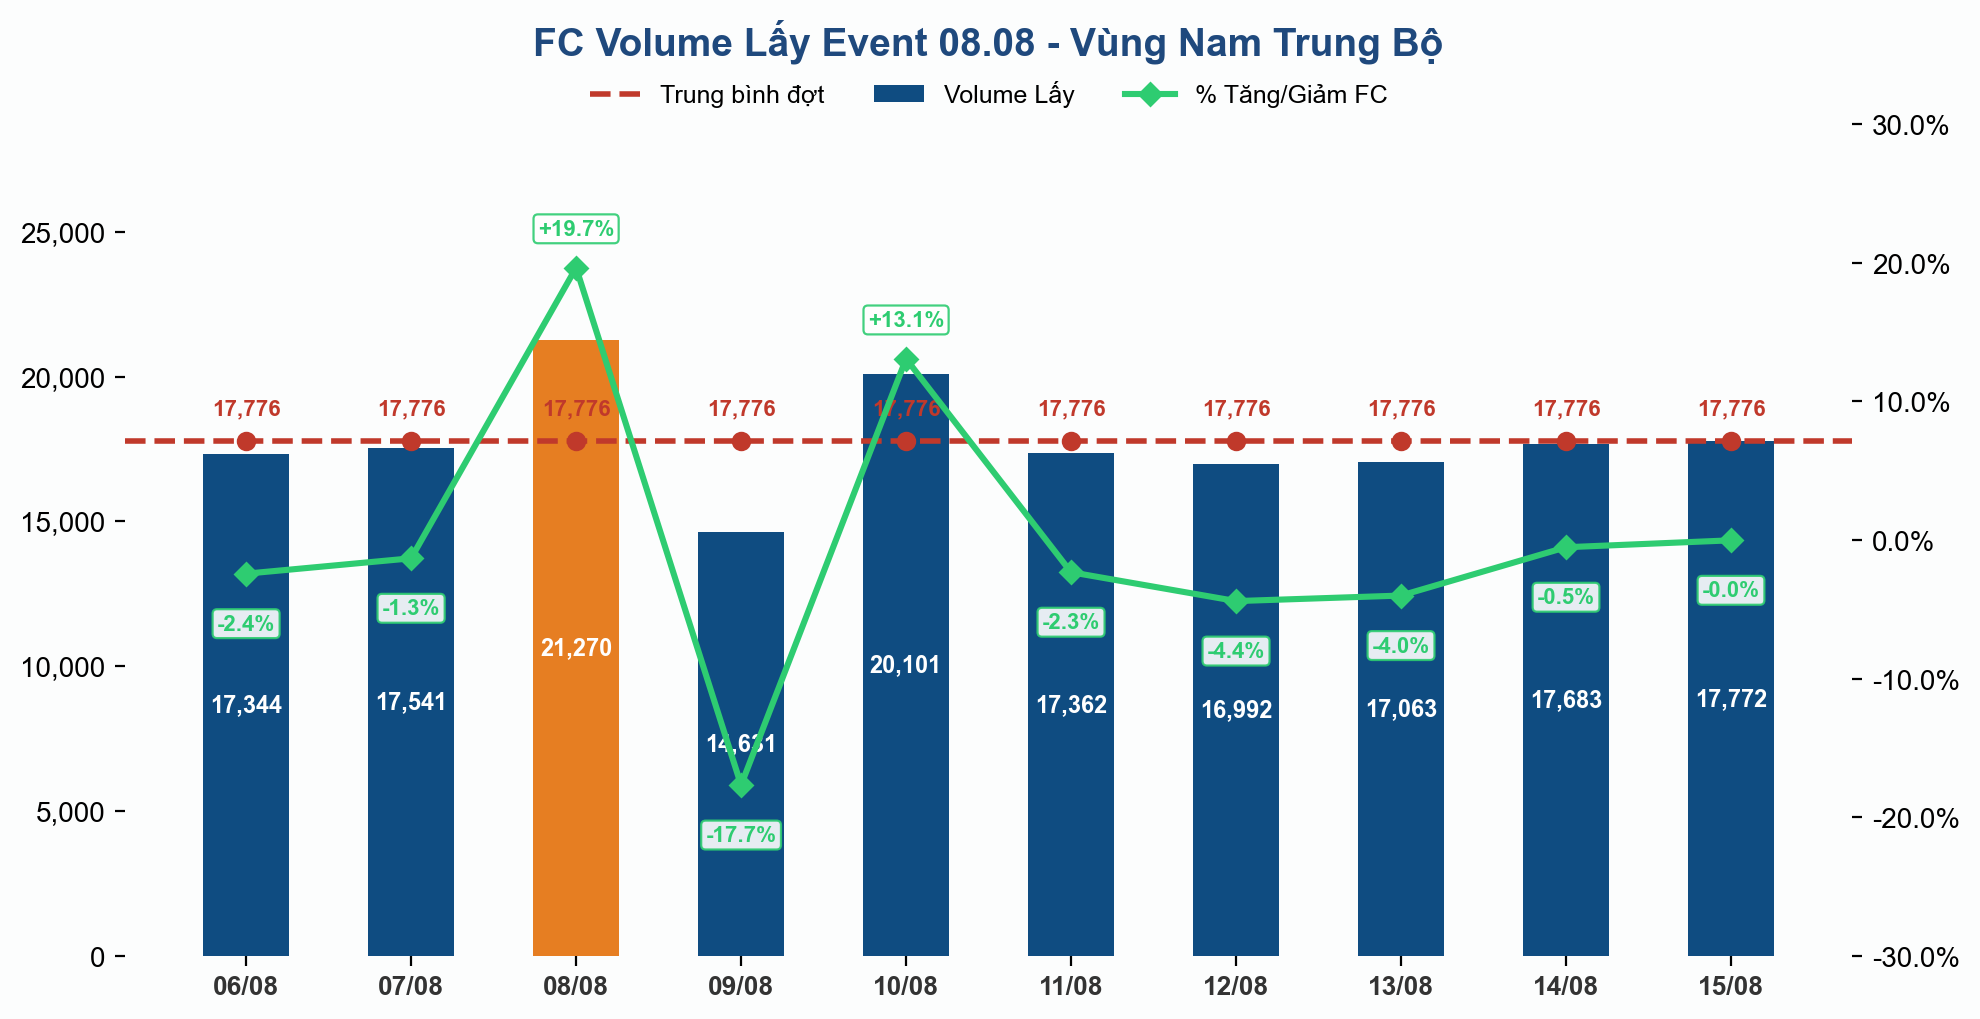 FC Volume Lấy Event 08.08 - Vùng Nam Trung Bộ
Trung bình đợt Volume Lấy % Tăng/Giảm FC
30.0%
+19.7%
25,000
20.0%
+13.1%
20,000
17,776 17,776 17,776 17,776 17,776 17,776 17,776 17,776 17,776 17,776
10.0%
15,000
0.0%
-2.4% -1.3% -2.3% -4.4% -4.0% -0.5% -0.0%
10,000
-10.0%
17,344 17,541 21,270 14,631 20,101 17,362 16,992 17,063 17,683 17,772
5,000
-20.0%
-17.7%
0
-30.0%
06/08 07/08 08/08 09/08 10/08 11/08 12/08 13/08 14/08 15/08